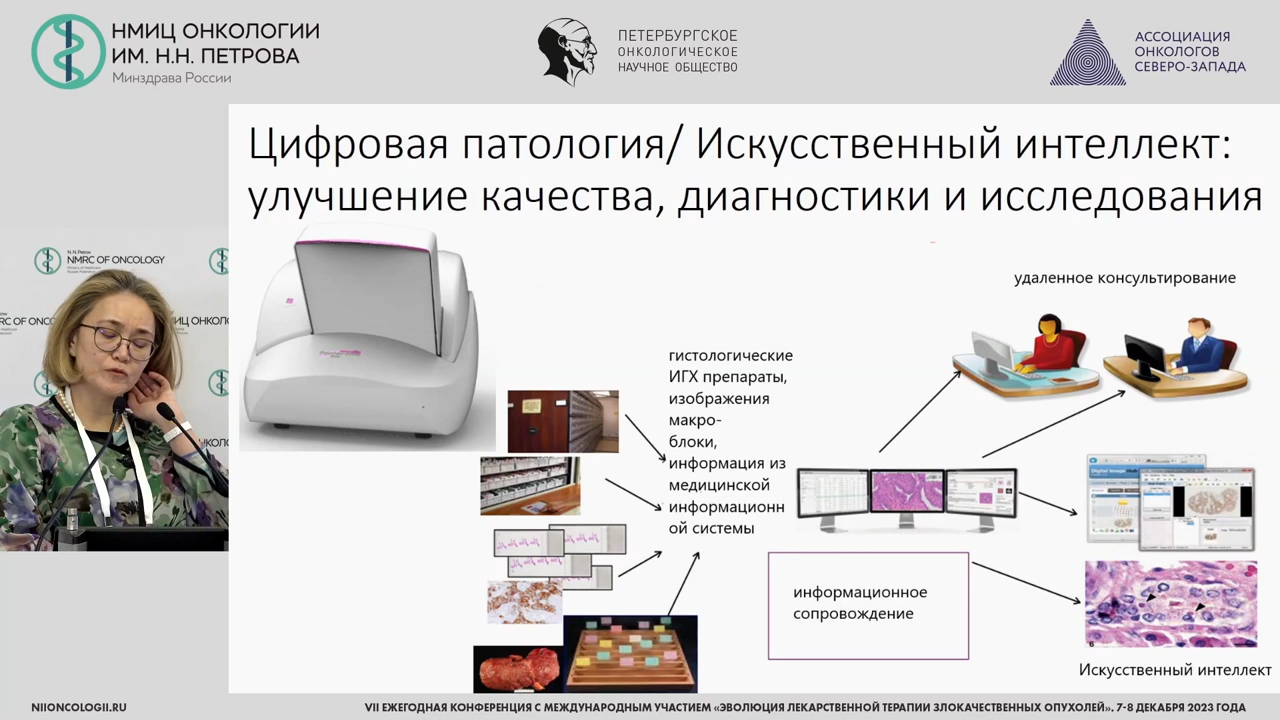 НМИЦ ОНКОЛОГИИ
ИМ. Н.Н. ПЕТРОВА
Минздрава России
ПЕТЕРБУРГСКОЕ
ОНКОЛОГИЧЕСКОЕ
НАУЧНОЕ ОБЩЕСТВО
АССОЦИАЦИЯ
ОНКОЛОГОВ
СЕВЕРО-ЗАПАДА
Цифровая патология/ Искусственный интеллект:
улучшение качества, диагностики и исследования
N.N. Petrov
NMRC OF ONCOLOGY
удаленное консультирование
гистологические
ИГХ препараты,
изображения
макро-
блоки,
информация из
медицинской
информационн
ой системы
Digital Image Hub
информационное
сопровождение
Искусственный интеллект
NIIONCOLOGII.RU
VII ЕЖЕГОДНАЯ КОНФЕРЕНЦИЯ С МЕЖДУНАРОДНЫМ УЧАСТИЕМ «ЭВОЛЮЦИЯ ЛЕКАРСТВЕННОЙ ТЕРАПИИ ЗЛОКАЧЕСТВЕННЫХ ОПУХОЛЕЙ». 7-8 ДЕКАБРЯ 2023 ГОДА